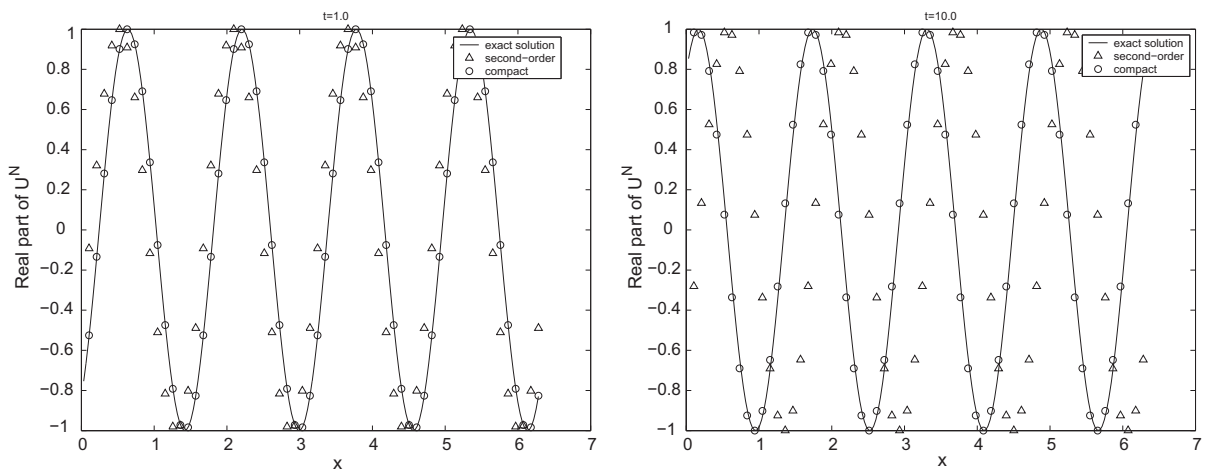 t=1.0
exact solution
second−order
compact
1
0.8
0.6
0.4
0.2
0
−0.2
−0.4
−0.6
−0.8
−1
Real part of U^N
0 1 2 3 4 5 6 7
x
t=10.0
exact solution
second−order
compact
1
0.8
0.6
0.4
0.2
0
−0.2
−0.4
−0.6
−0.8
−1
Real part of U^N
0 1 2 3 4 5 6 7
x